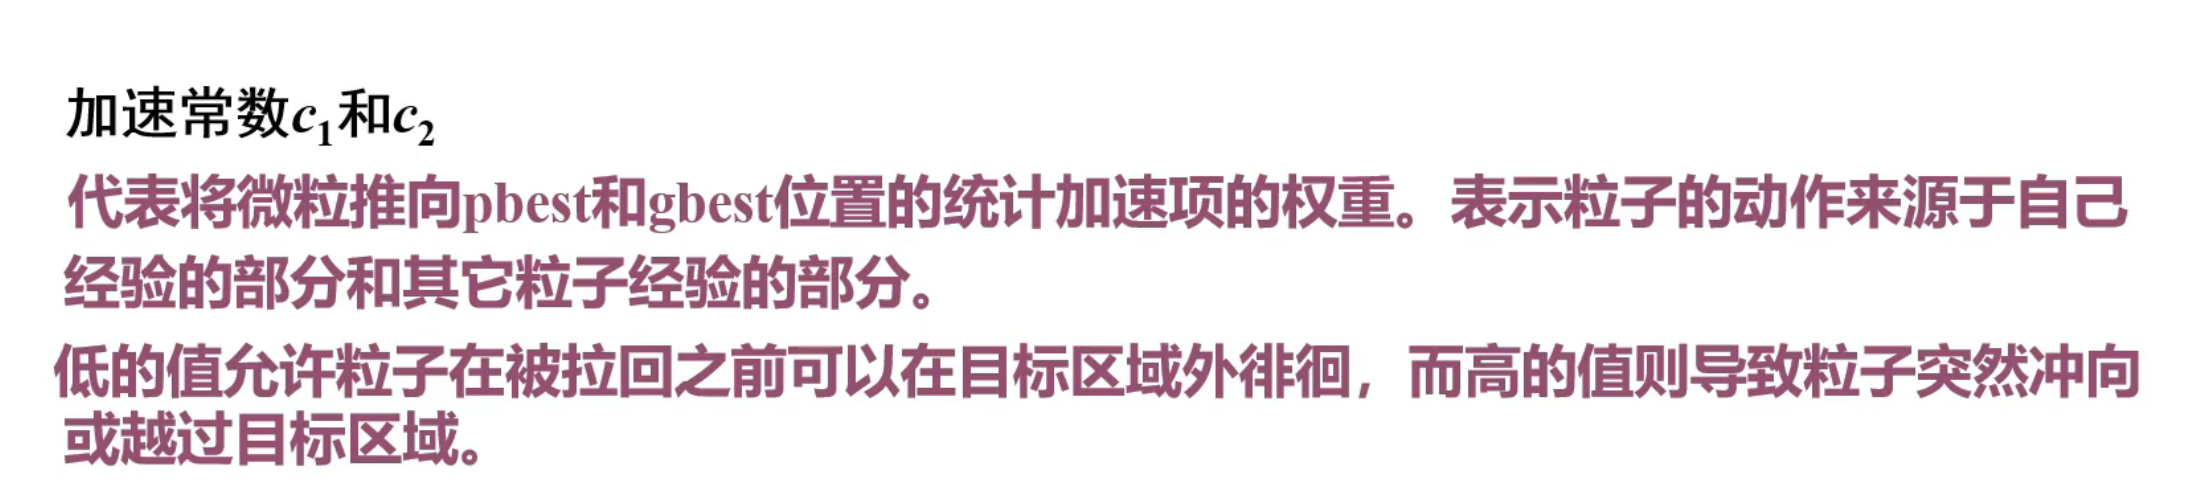 加速常数c₁和c₂
代表将微粒推向pbest和gbest位置的统计加速项的权重。表示粒子的动作来源于自己
经验的部分和其它粒子经验的部分。
低的值允许粒子在被拉回之前可以在目标区域外徘徊，而高的值则导致粒子突然冲向
或越过目标区域。